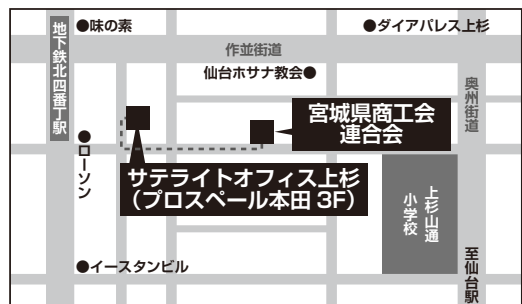 ●味の素
●ダイアパレス上杉
地下鉄北四番丁駅
作並街道
仙台ホサナ教会●
奥州街道
宮城県商工会
連合会
●ローソン
サテライトオフィス上杉
（プロスペール本田 3F）
上杉山通
小学校
●イースタンビル
至仙台駅